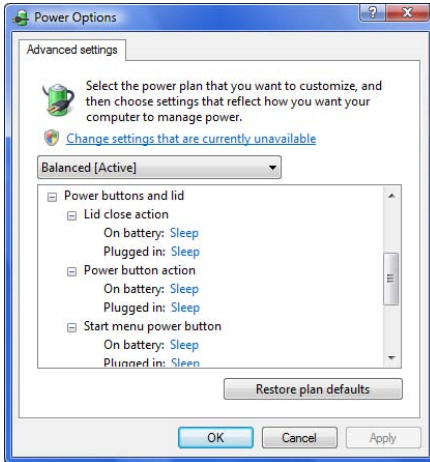 Power Options
Advanced settings
Select the power plan that you want to customize, and
then choose settings that reflect how you want your
computer to manage power.
Change settings that are currently unavailable
Balanced [Active]
Power buttons and lid
Lid close action
On battery: Sleep
Plugged in: Sleep
Power button action
On battery: Sleep
Plugged in: Sleep
Start menu power button
On battery: Sleep
Plugged in: Sleep
Restore plan defaults
OK Cancel Apply